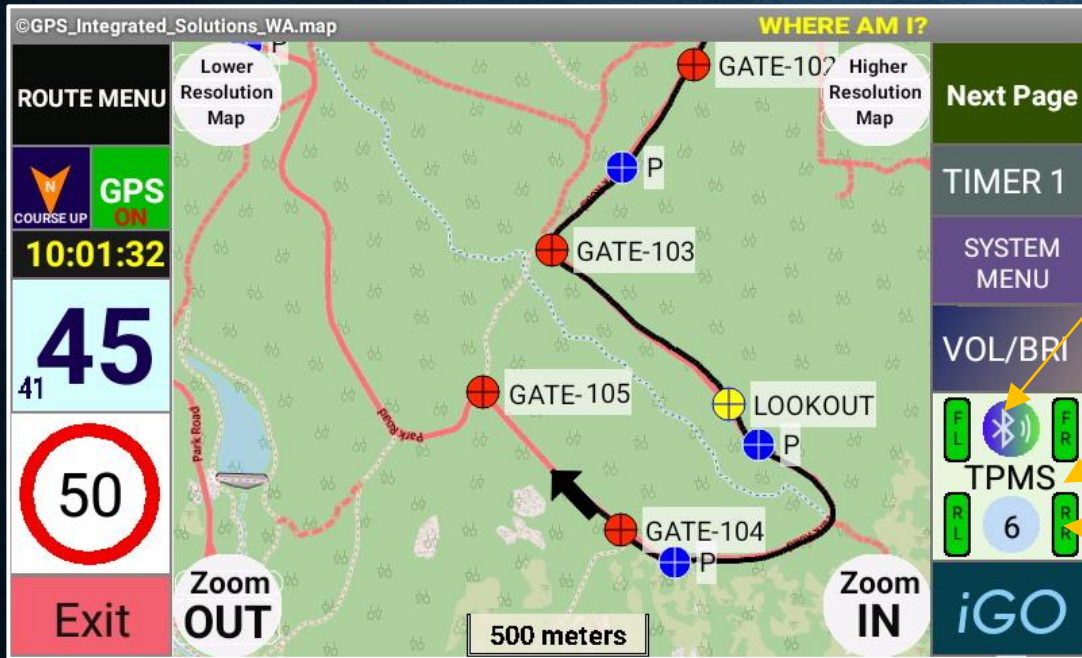 ©GPS_Integrated_Solutions_WA.map
WHERE AM I?
ROUTE MENU
P
Lower
Resolution
Map
GATE-102
Higher
Resolution
Map
Next Page
N
COURSE UP
GPS
ON
P
TIMER 1
10:01:32
GATE-103
SYSTEM
MENU
45
41
VOL/BRI
GATE-105
LOOKOUT
Park Road
Park Road
P
FL
FR
TPMS
50
GATE-104
RL
6
RR
P
Zoom
OUT
Zoom
IN
Exit
500 meters
iGO